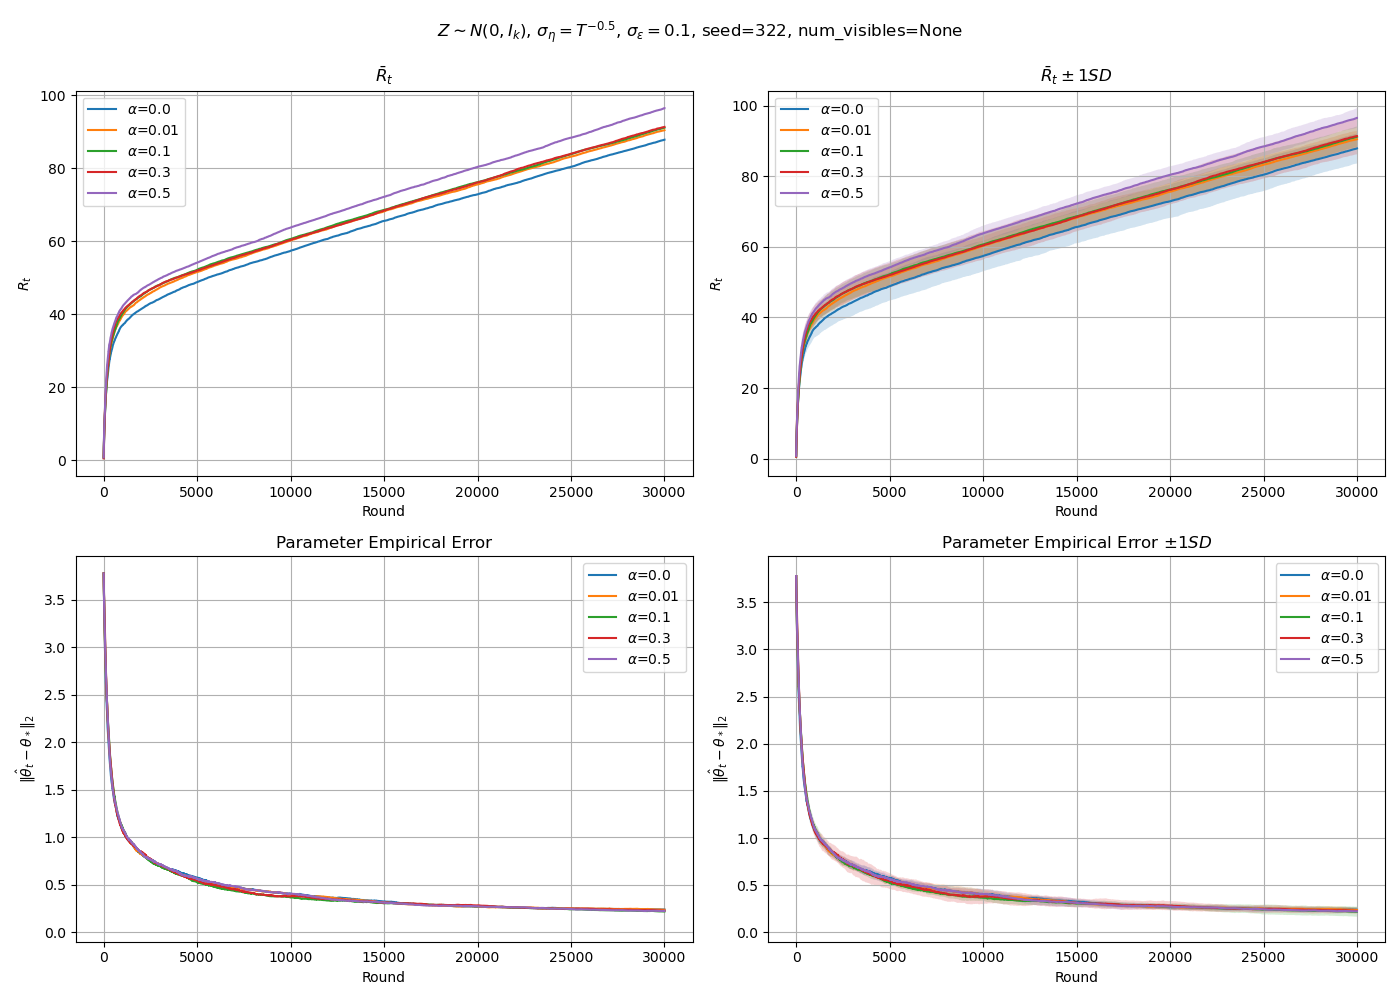 Z ∼ N(0, I_k), σ_η = T^{−0.5}, σ_ε = 0.1, seed=322, num_visibles=None
R̄_t
R_t
100
80
60
40
20
0
α=0.0
α=0.01
α=0.1
α=0.3
α=0.5
0 5000 10000 15000 20000 25000 30000
Round
R̄_t ± 1SD
R_t
100
80
60
40
20
0
α=0.0
α=0.01
α=0.1
α=0.3
α=0.5
0 5000 10000 15000 20000 25000 30000
Round
Parameter Empirical Error
‖θ̂_t − θ_*‖_2
3.5
3.0
2.5
2.0
1.5
1.0
0.5
0.0
α=0.0
α=0.01
α=0.1
α=0.3
α=0.5
0 5000 10000 15000 20000 25000 30000
Round
Parameter Empirical Error ±1SD
‖θ̂_t − θ_*‖_2
3.5
3.0
2.5
2.0
1.5
1.0
0.5
0.0
α=0.0
α=0.01
α=0.1
α=0.3
α=0.5
0 5000 10000 15000 20000 25000 30000
Round